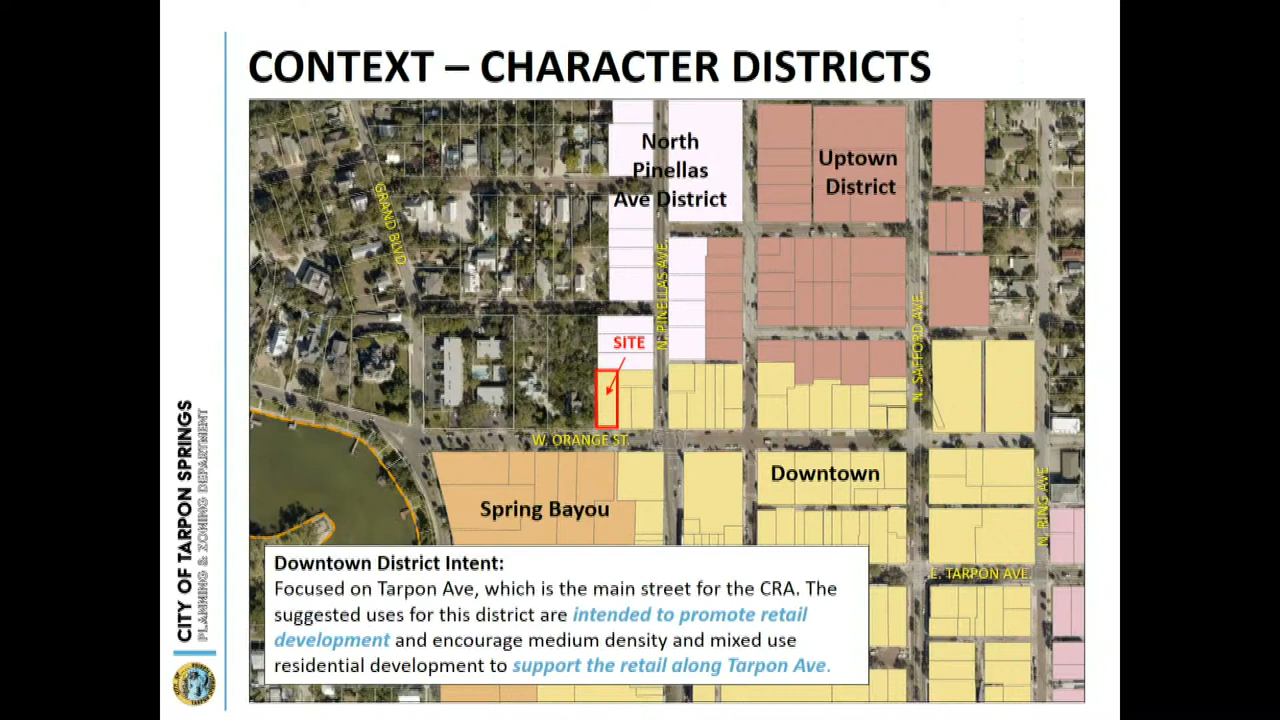 CONTEXT – CHARACTER DISTRICTS
North
Pinellas
Ave District
Uptown
District
GRAND BLVD
N. PINELLAS AVE.
N. SAFFORD AVE.
SITE
W. ORANGE ST.
Downtown
Spring Bayou
N. RING AVE
E. TARPON AVE.
Downtown District Intent:
Focused on Tarpon Ave, which is the main street for the CRA. The
suggested uses for this district are intended to promote retail
development and encourage medium density and mixed use
residential development to support the retail along Tarpon Ave.
CITY OF TARPON SPRINGS
PLANNING & ZONING DEPARTMENT